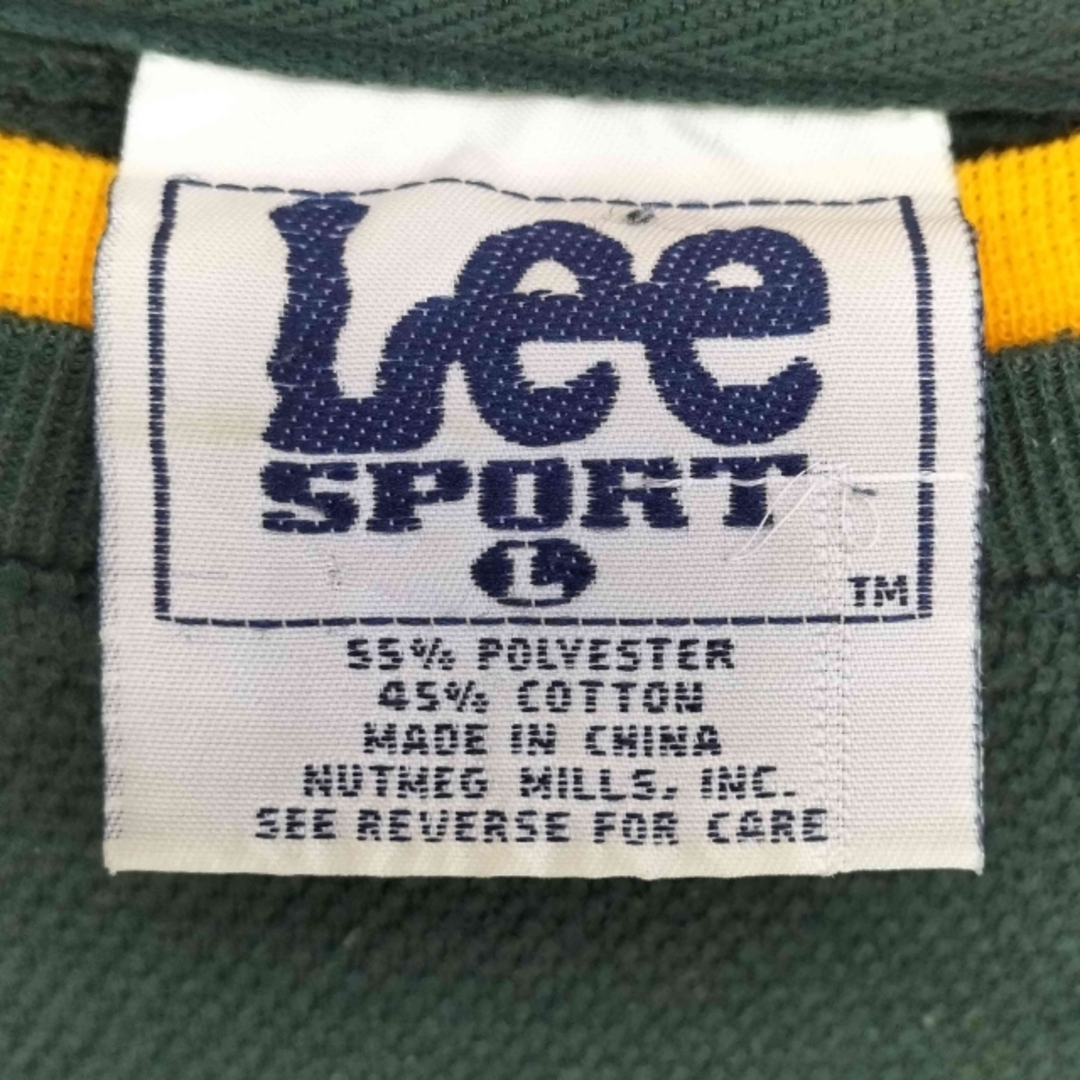 Lee
SPORT
L
TM
55% POLYESTER
45% COTTON
MADE IN CHINA
NUTMEG MILLS, INC.
SEE REVERSE FOR CARE